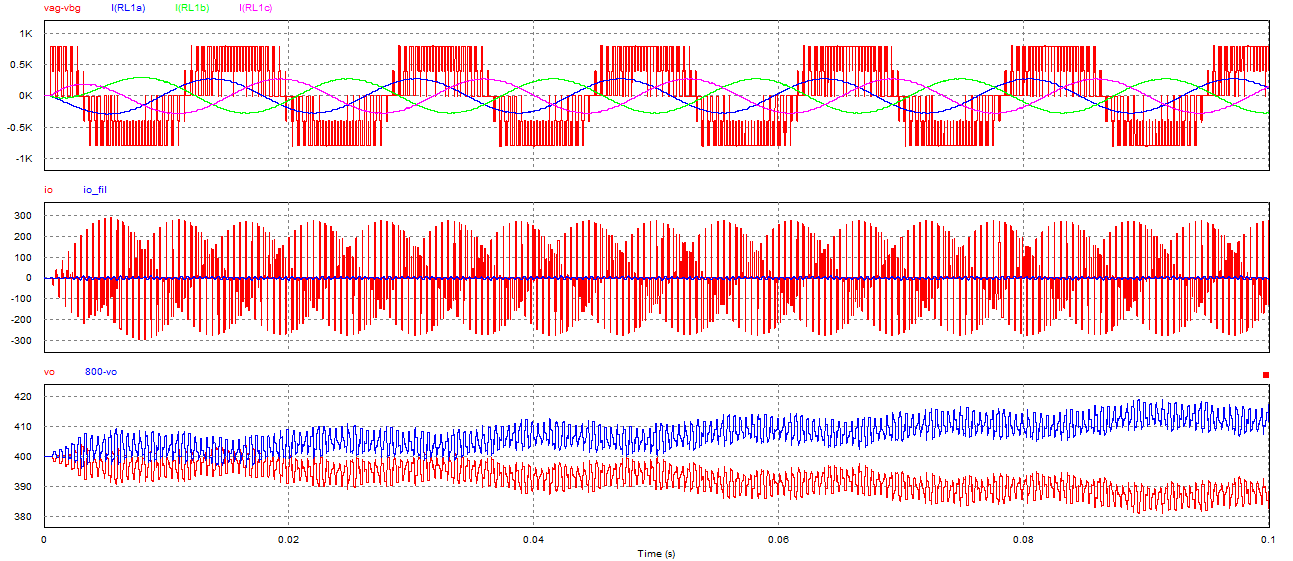 vag-vbg I(RL1a) I(RL1b) I(RL1c)
1K
0.5K
0K
-0.5K
-1K
io io_fil
300
200
100
0
-100
-200
-300
vo 800-vo
420
410
400
390
380
0 0.02 0.04 0.06 0.08 0.1
Time (s)